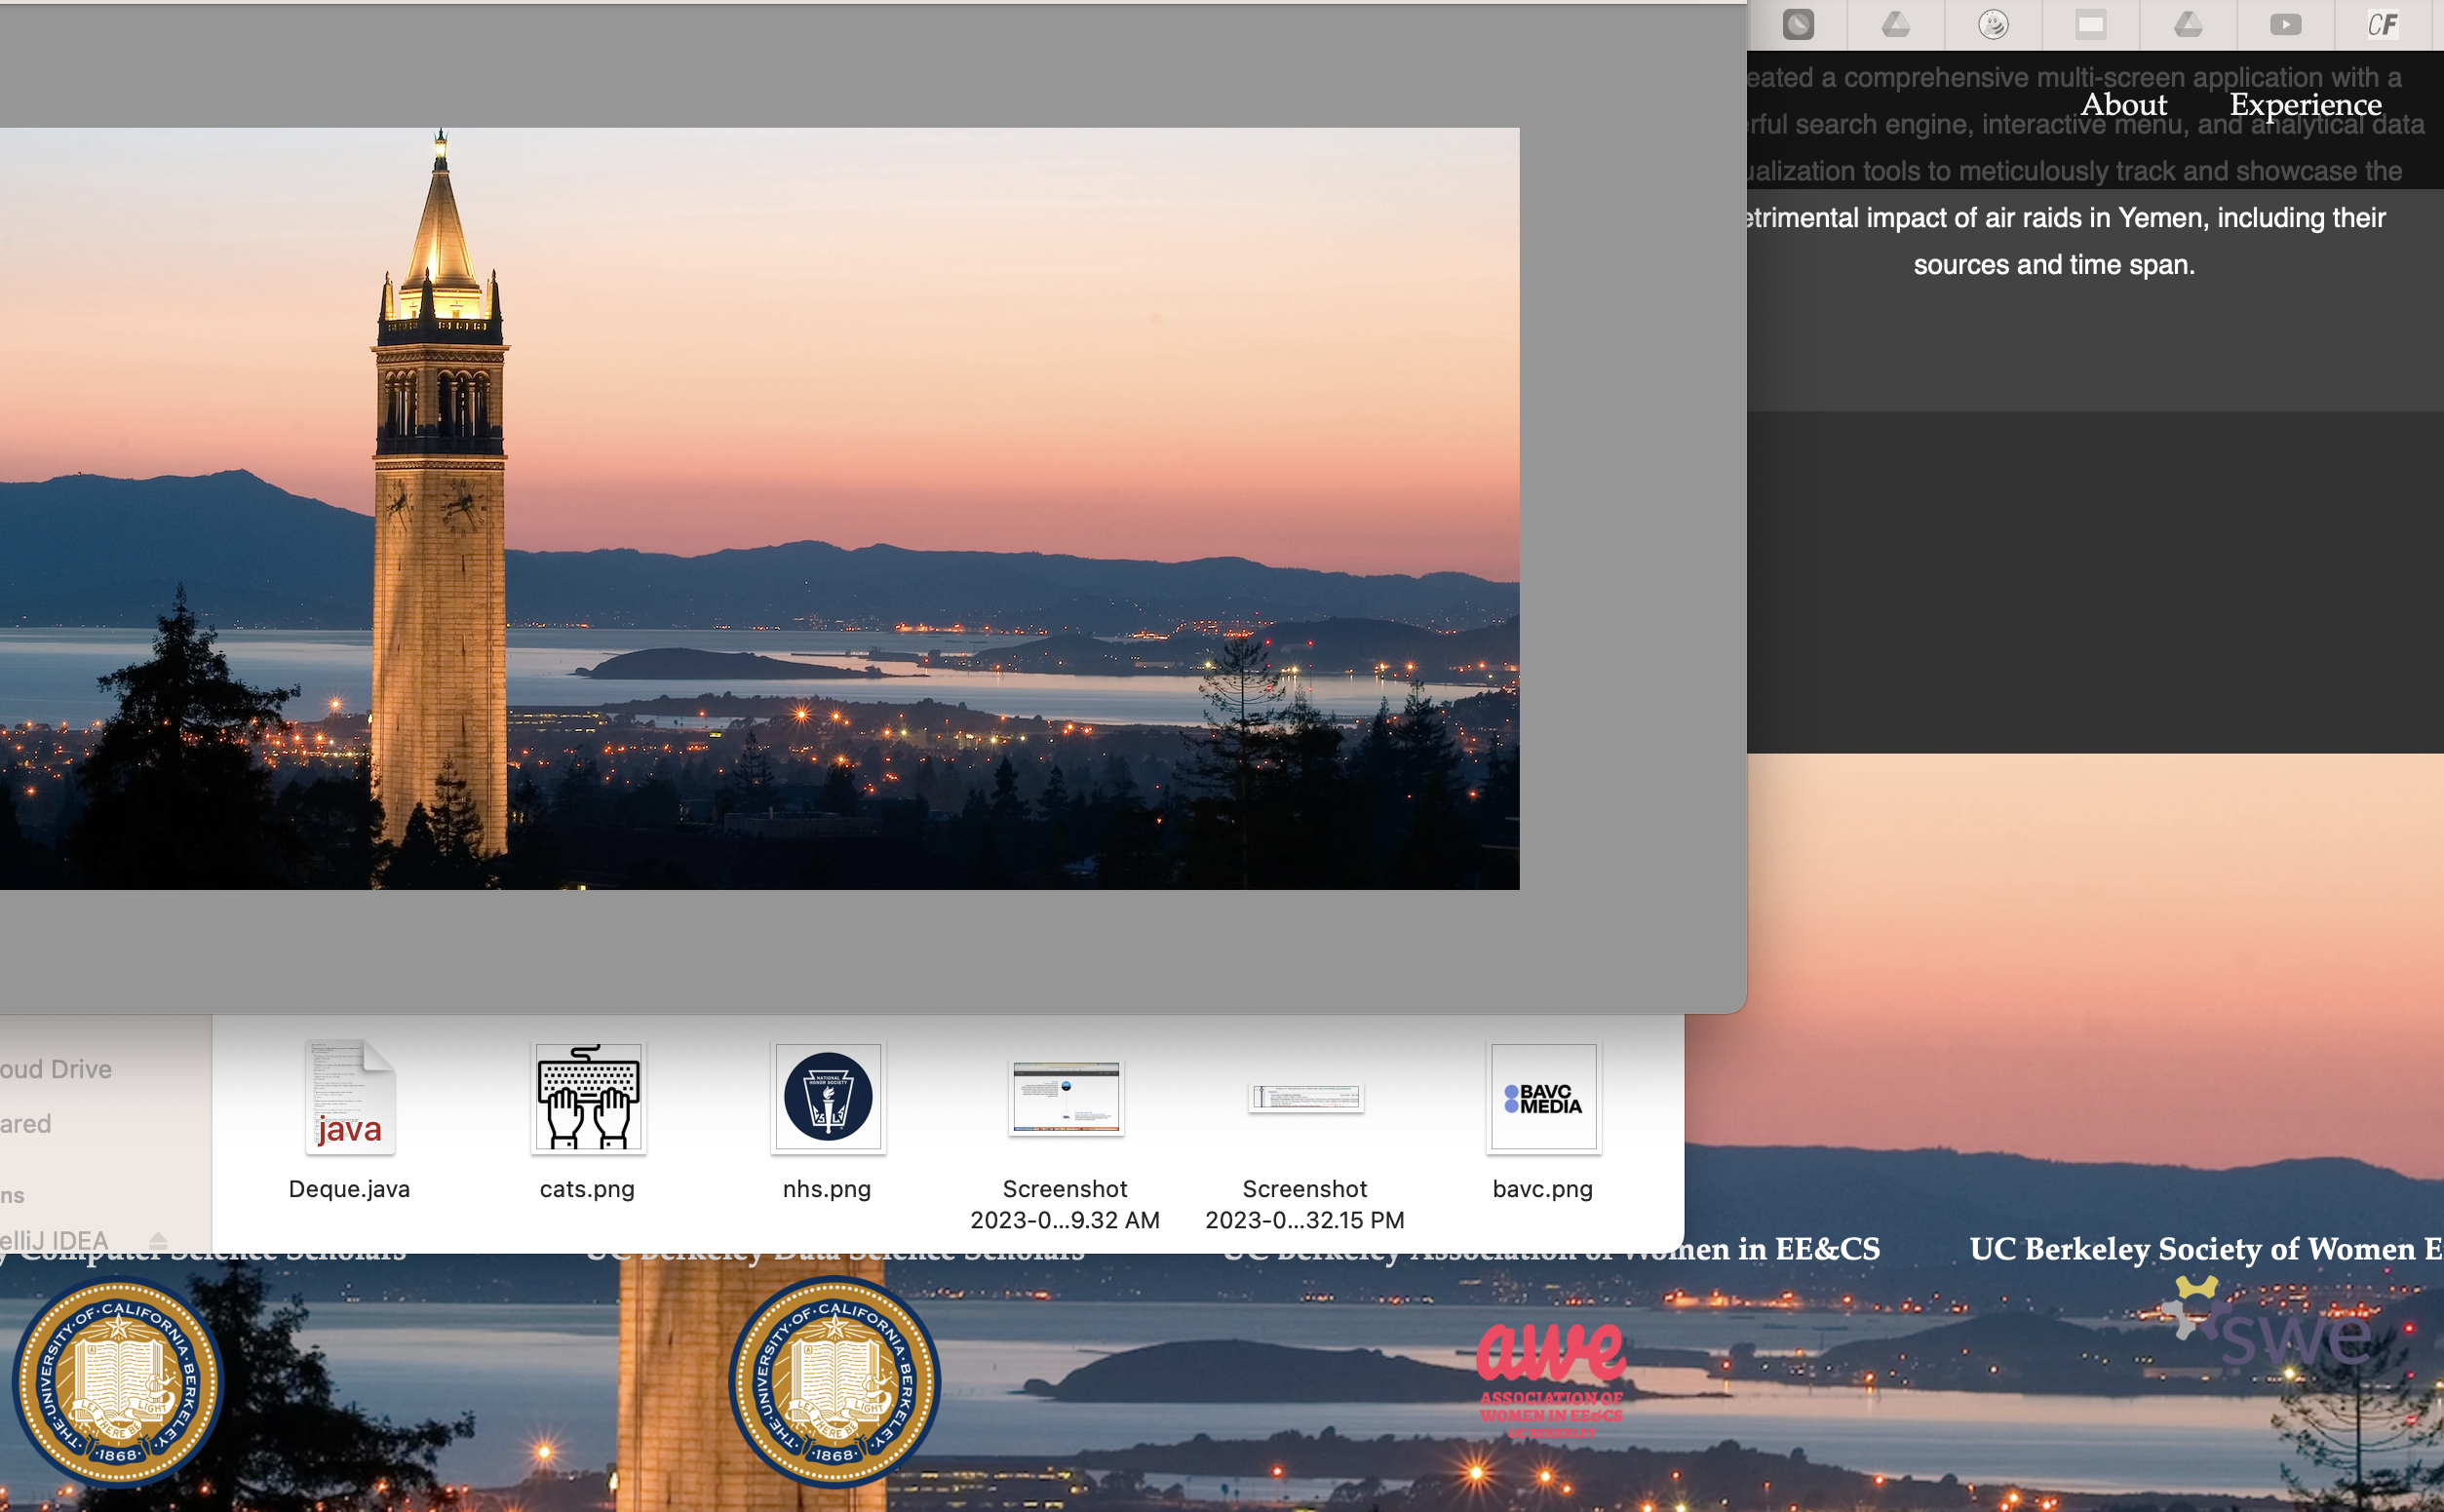 CF
eated a comprehensive multi-screen application with a
About Experience
rful search engine, interactive menu, and analytical data
ualization tools to meticulously track and showcase the
etrimental impact of air raids in Yemen, including their
sources and time span.
oud Drive
ared
ns
elliJ IDEA
java
NATIONAL
HONOR SOCIETY
BAVC
MEDIA
Deque.java
cats.png
nhs.png
Screenshot
2023-0...9.32 AM
Screenshot
2023-0...32.15 PM
bavc.png
y Computer Science Scholars
UC Berkeley Data Science Scholars
UC Berkeley Association of Women in EE&CS
UC Berkeley Society of Women E
THE·UNIVERSITY·OF·CALIFORNIA·BERKELEY
LET THERE BE LIGHT
·1868·
THE·UNIVERSITY·OF·CALIFORNIA·BERKELEY
LET THERE BE LIGHT
·1868·
awe
ASSOCIATION OF
WOMEN IN EE&CS
UC BERKELEY
swe